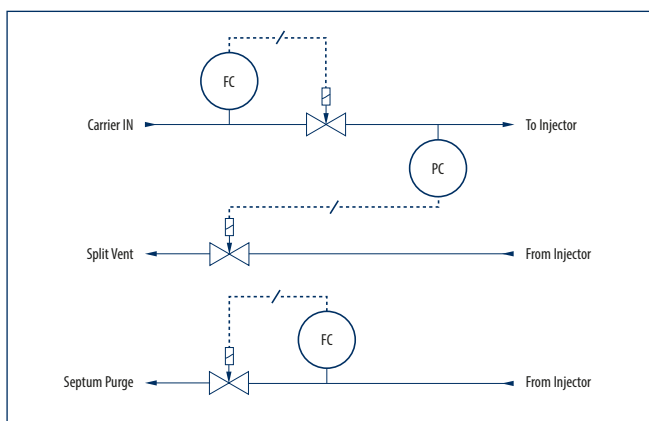 FC
Carrier IN
To Injector
PC
Split Vent
From Injector
FC
Septum Purge
From Injector